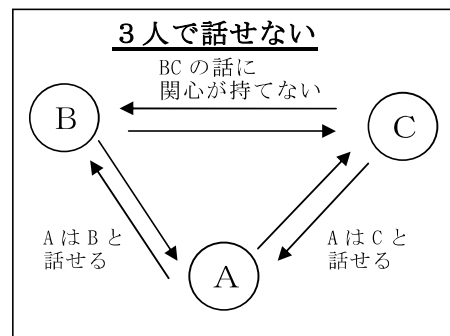 ３人で話せない
BC の話に
関心が持てない
B
C
A は B と
話せる
A は C と
話せる
A